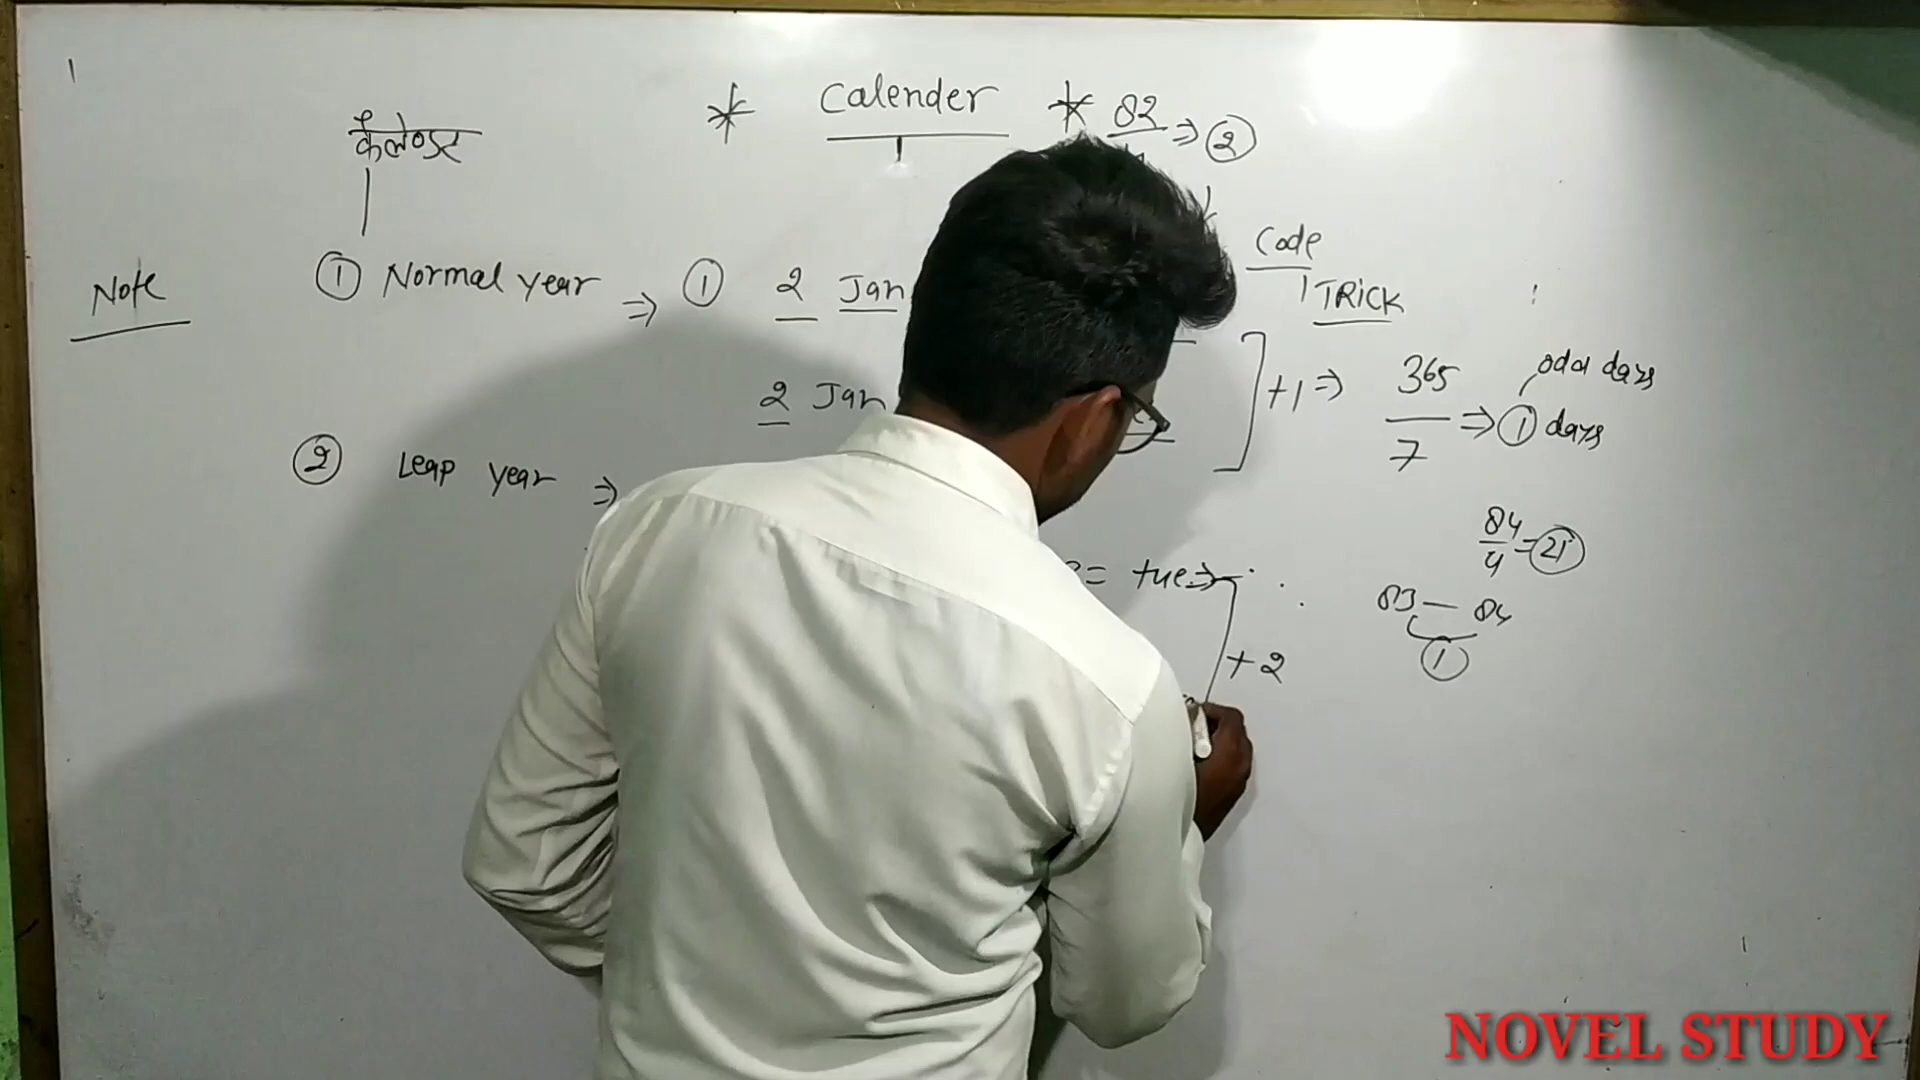 * Calender * 82 ⇒ ②
कैलेण्डर
Code
TRICK
Note
① Normal year ⇒ ① 2 Jan
2 Jan
] +1 ⇒ 365/7 ⇒ ① days
odd days
② Leap year ⇒
84/4 = 21
= tue ⇒
83 — 84
①
+2
NOVEL STUDY